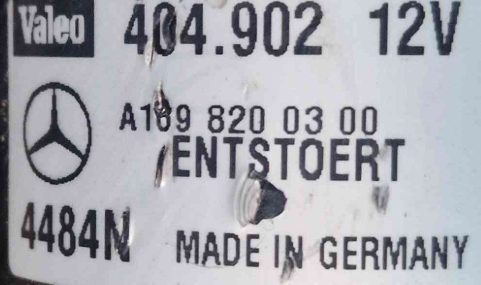 Valeo 404.902 12V
A169 820 03 00
ENTSTOERT
4484N MADE IN GERMANY